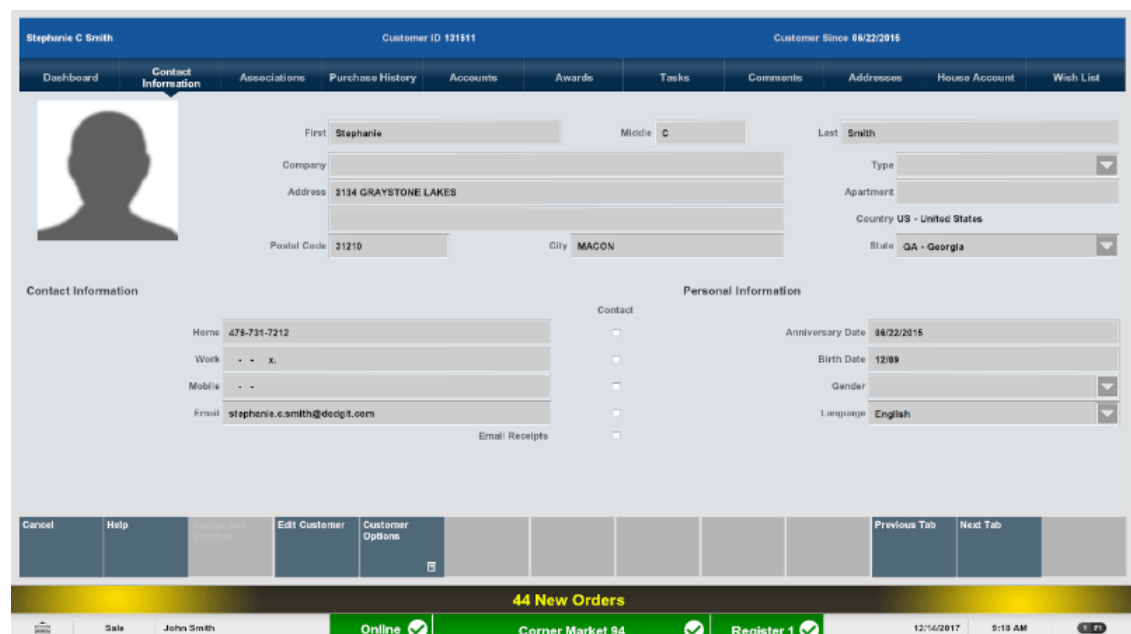 Stephanie C Smith Customer ID 131511 Customer Since 06/22/2015
Dashboard Contact Information Associations Purchase History Accounts Awards Tasks Comments Addresses House Account Wish List
First Stephanie Middle C Last Smith
Company Type
Address 3134 GRAYSTONE LAKES Apartment
Country US - United States
Postal Code 31210 City MACON State GA - Georgia
Contact Information Personal Information
Contact
Home 478-731-7212 Anniversary Date 06/22/2015
Work - - x. Birth Date 12/09
Mobile - - Gender
Email stephanie.c.smith@dodgit.com Language English
Email Receipts
Cancel Help Assign and Continue Edit Customer Customer Options Previous Tab Next Tab
44 New Orders
Sale John Smith Online Corner Market 94 Register 1 12/14/2017 9:18 AM